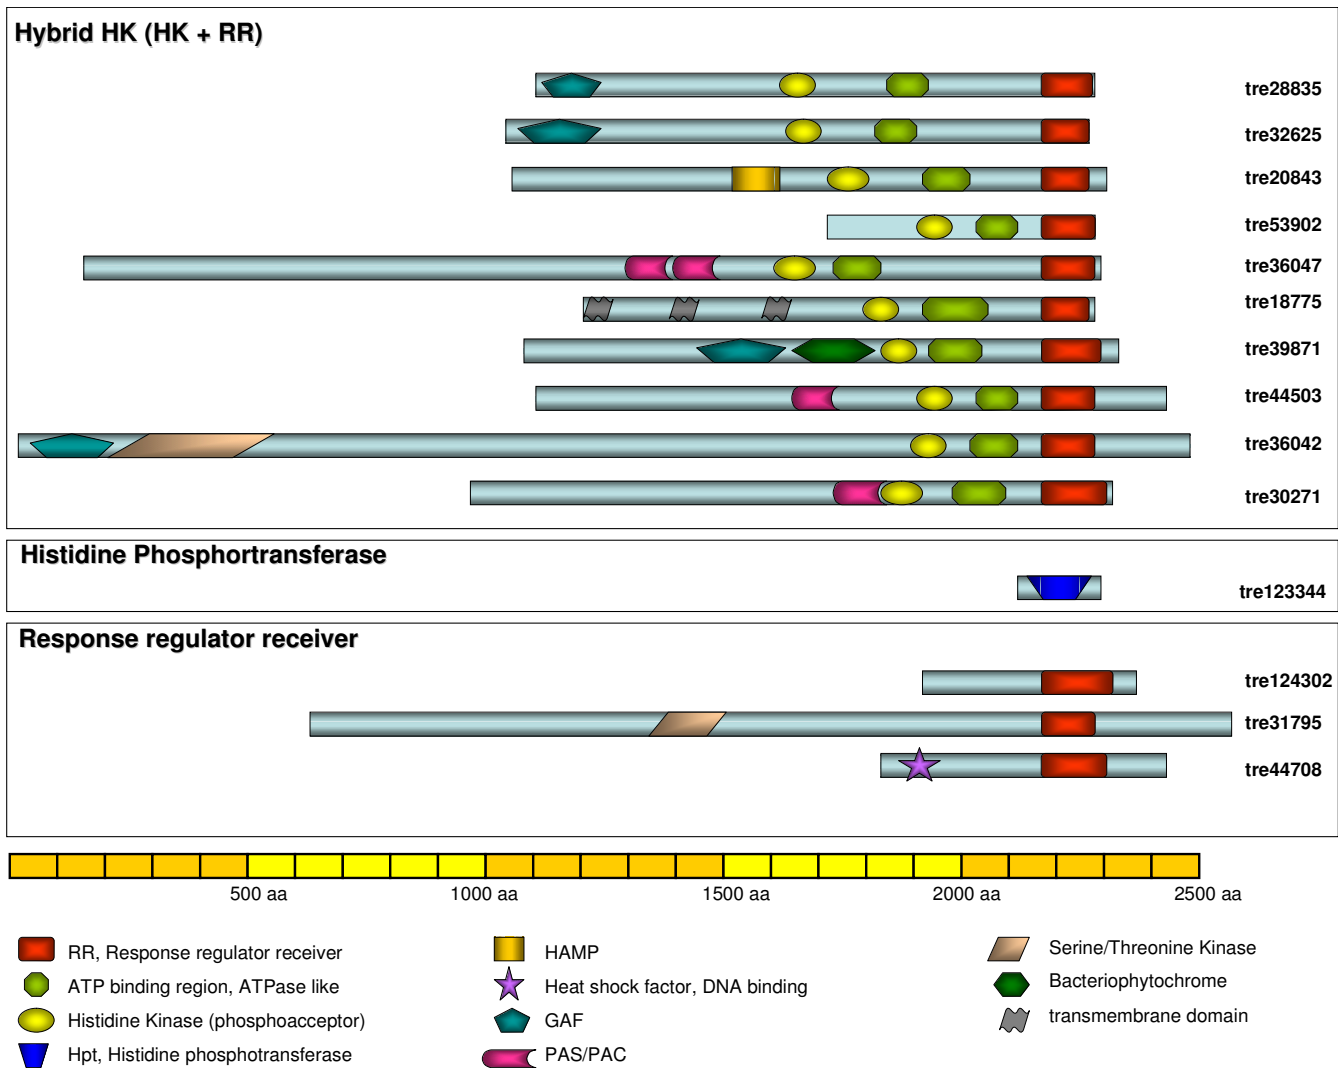 Hybrid HK (HK + RR)
tre28835
tre32625
tre20843
tre53902
tre36047
tre18775
tre39871
tre44503
tre36042
tre30271
Histidine Phosphortransferase
tre123344
Response regulator receiver
tre124302
tre31795
tre44708
500 aa 1000 aa 1500 aa 2000 aa 2500 aa
RR, Response regulator receiver
ATP binding region, ATPase like
Histidine Kinase (phosphoacceptor)
Hpt, Histidine phosphotransferase
HAMP
Heat shock factor, DNA binding
GAF
PAS/PAC
Serine/Threonine Kinase
Bacteriophytochrome
transmembrane domain